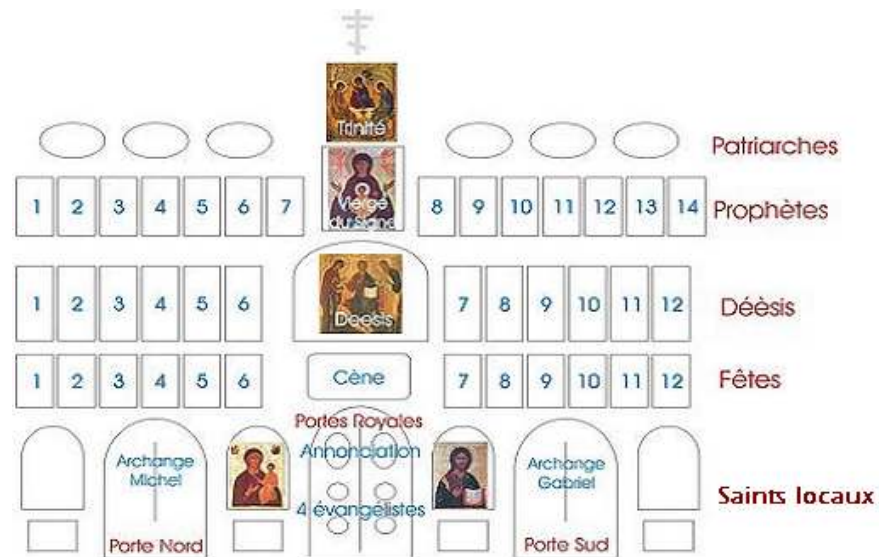 Trinité
Patriarches
Vierge
du Signe
1 2 3 4 5 6 7 8 9 10 11 12 13 14 Prophètes
Déèsis
1 2 3 4 5 6 7 8 9 10 11 12 Déèsis
1 2 3 4 5 6 Cène 7 8 9 10 11 12 Fêtes
Portes Royales
Annonciation
Archange
Michel
Archange
Gabriel
4 évangélistes
Saints locaux
Porte Nord
Porte Sud